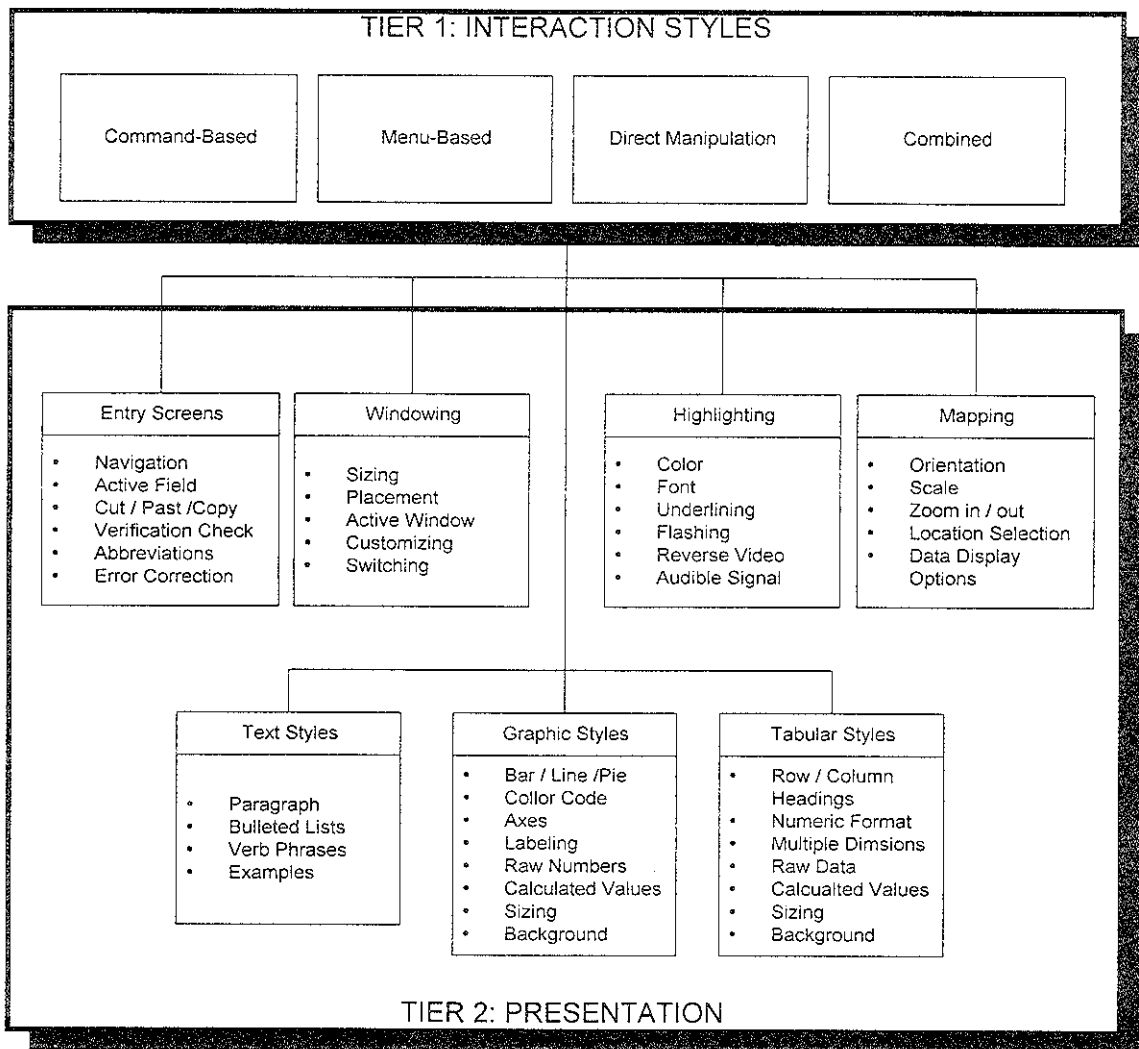 TIER 1: INTERACTION STYLES
Command-Based
Menu-Based
Direct Manipulation
Combined
Entry Screens
• Navigation
• Active Field
• Cut / Past /Copy
• Verification Check
• Abbreviations
• Error Correction
Windowing
• Sizing
• Placement
• Active Window
• Customizing
• Switching
Highlighting
• Color
• Font
• Underlining
• Flashing
• Reverse Video
• Audible Signal
Mapping
• Orientation
• Scale
• Zoom in / out
• Location Selection
• Data Display
Options
Text Styles
• Paragraph
• Bulleted Lists
• Verb Phrases
• Examples
Graphic Styles
• Bar / Line /Pie
• Collor Code
• Axes
• Labeling
• Raw Numbers
• Calculated Values
• Sizing
• Background
Tabular Styles
• Row / Column
Headings
• Numeric Format
• Multiple Dimsions
• Raw Data
• Calcualted Values
• Sizing
• Background
TIER 2: PRESENTATION